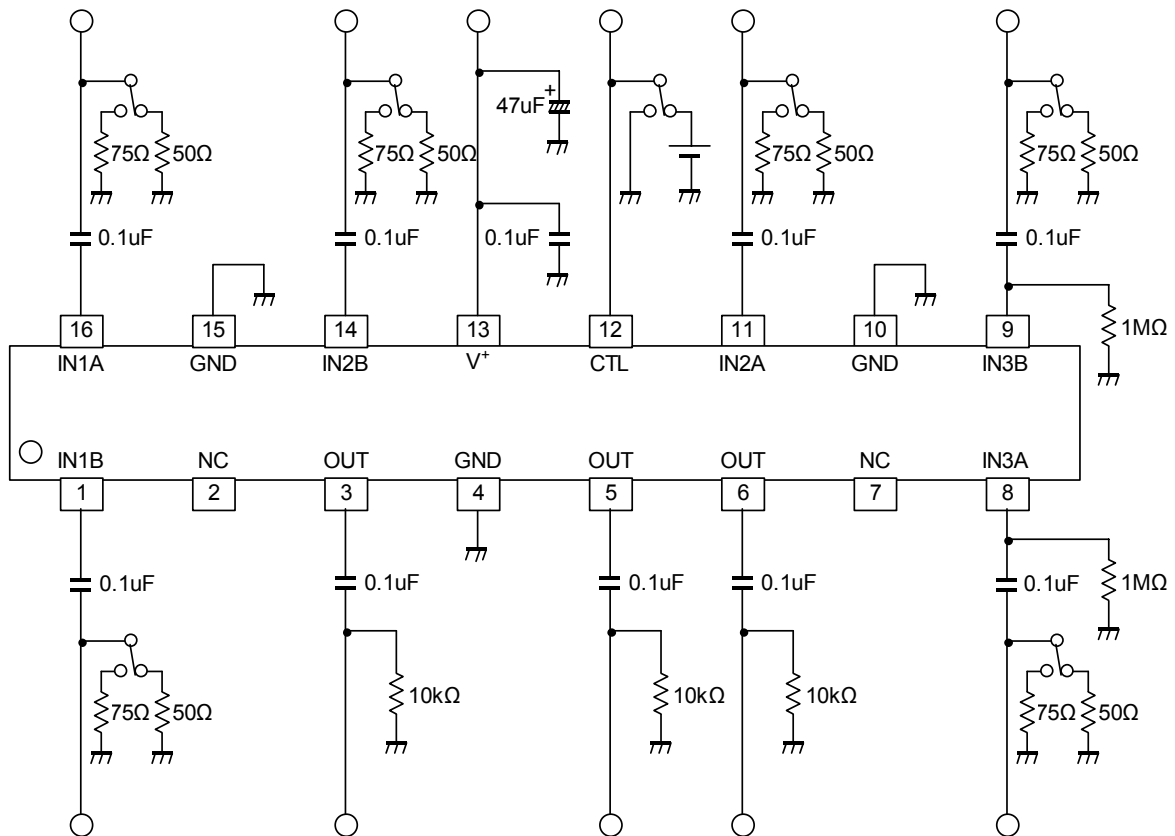 47uF +
75Ω 50Ω 75Ω 50Ω 75Ω 50Ω 75Ω 50Ω
0.1uF 0.1uF 0.1uF 0.1uF 0.1uF
16 15 14 13 12 11 10 9
1MΩ
IN1A GND IN2B V+ CTL IN2A GND IN3B
IN1B NC OUT GND OUT OUT NC IN3A
1 2 3 4 5 6 7 8
0.1uF 0.1uF 0.1uF 0.1uF 0.1uF 1MΩ
10kΩ 10kΩ 10kΩ
75Ω 50Ω 75Ω 50Ω